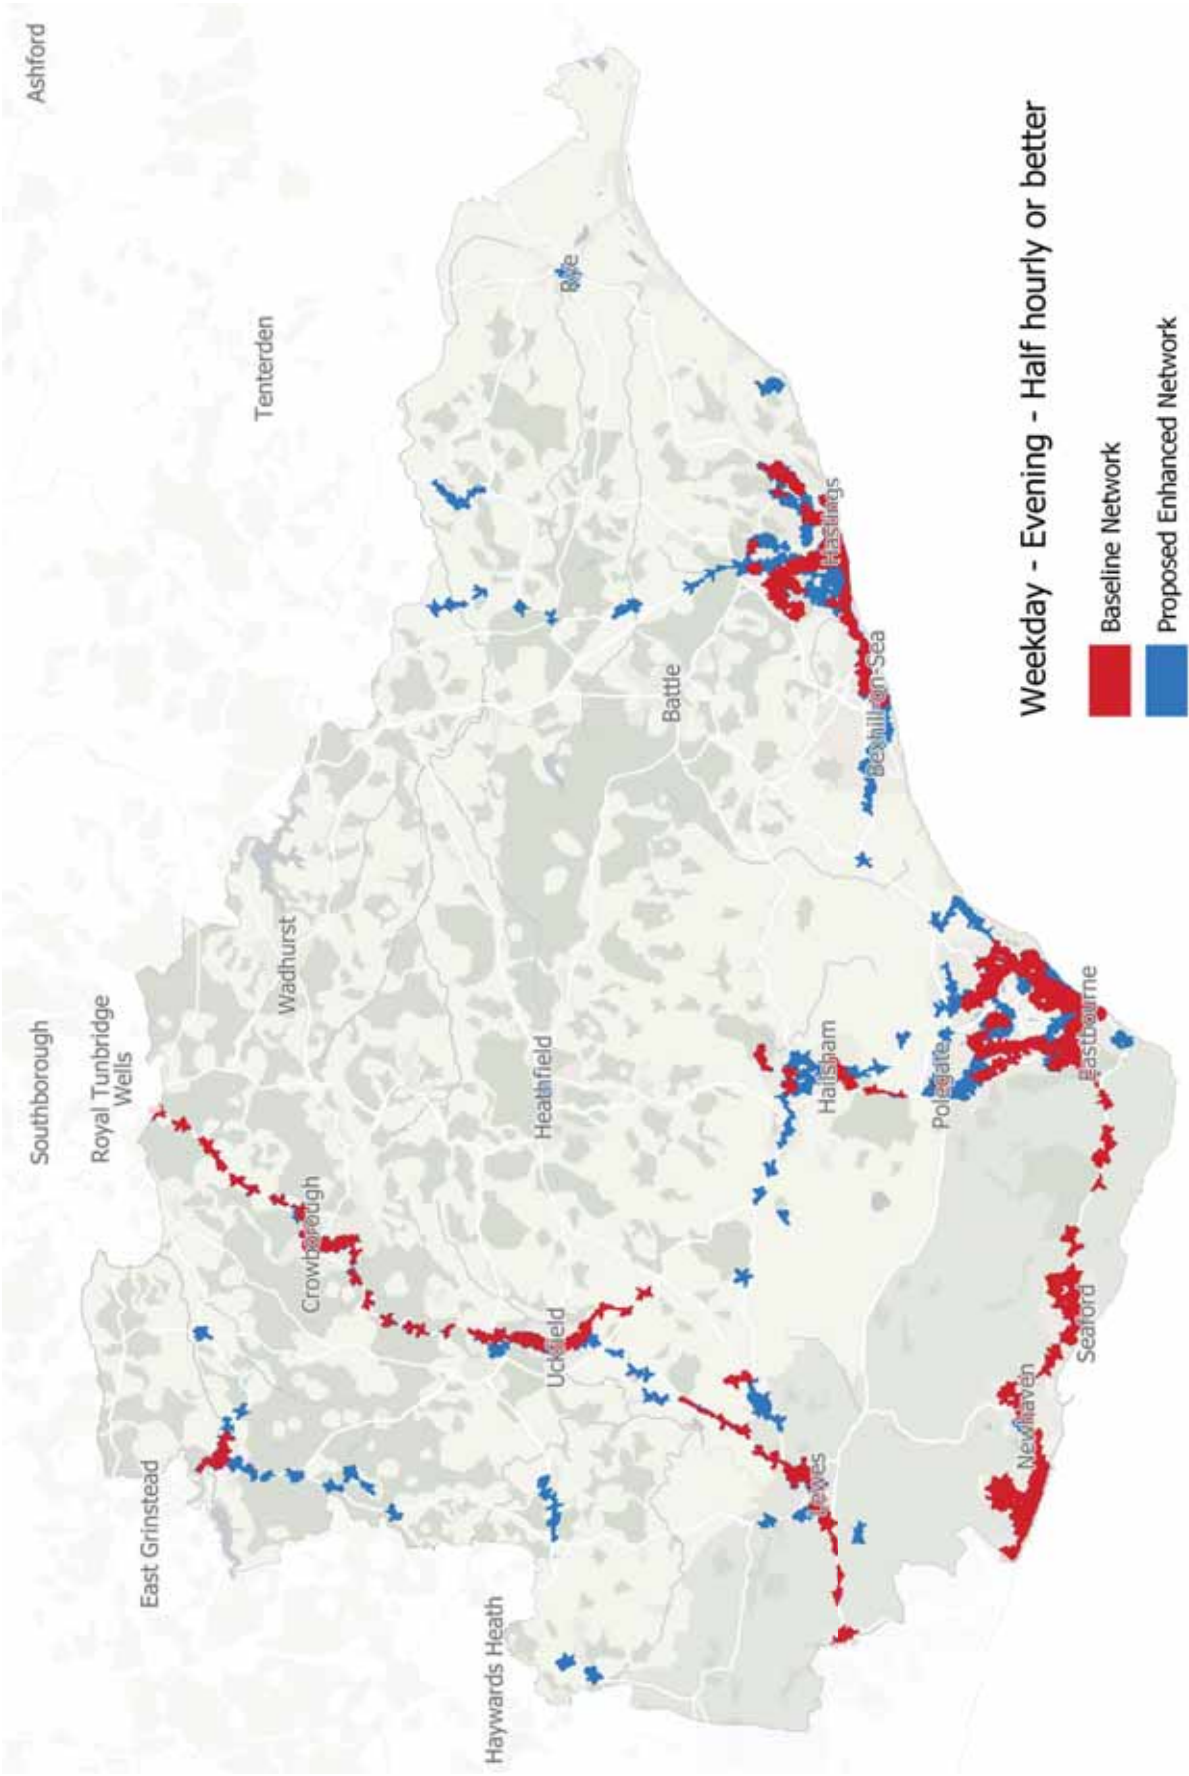 Ashford
Tenterden
Southborough
Royal Tunbridge
Wells
Wadhurst
Rye
East Grinstead
Crowborough
Heathfield
Uckfield
Haywards Heath
Battle
Hastings
Bexhill-on-Sea
Hailsham
Polegate
Lewes
Eastbourne
Newhaven
Seaford
Weekday - Evening - Half hourly or better
Baseline Network
Proposed Enhanced Network